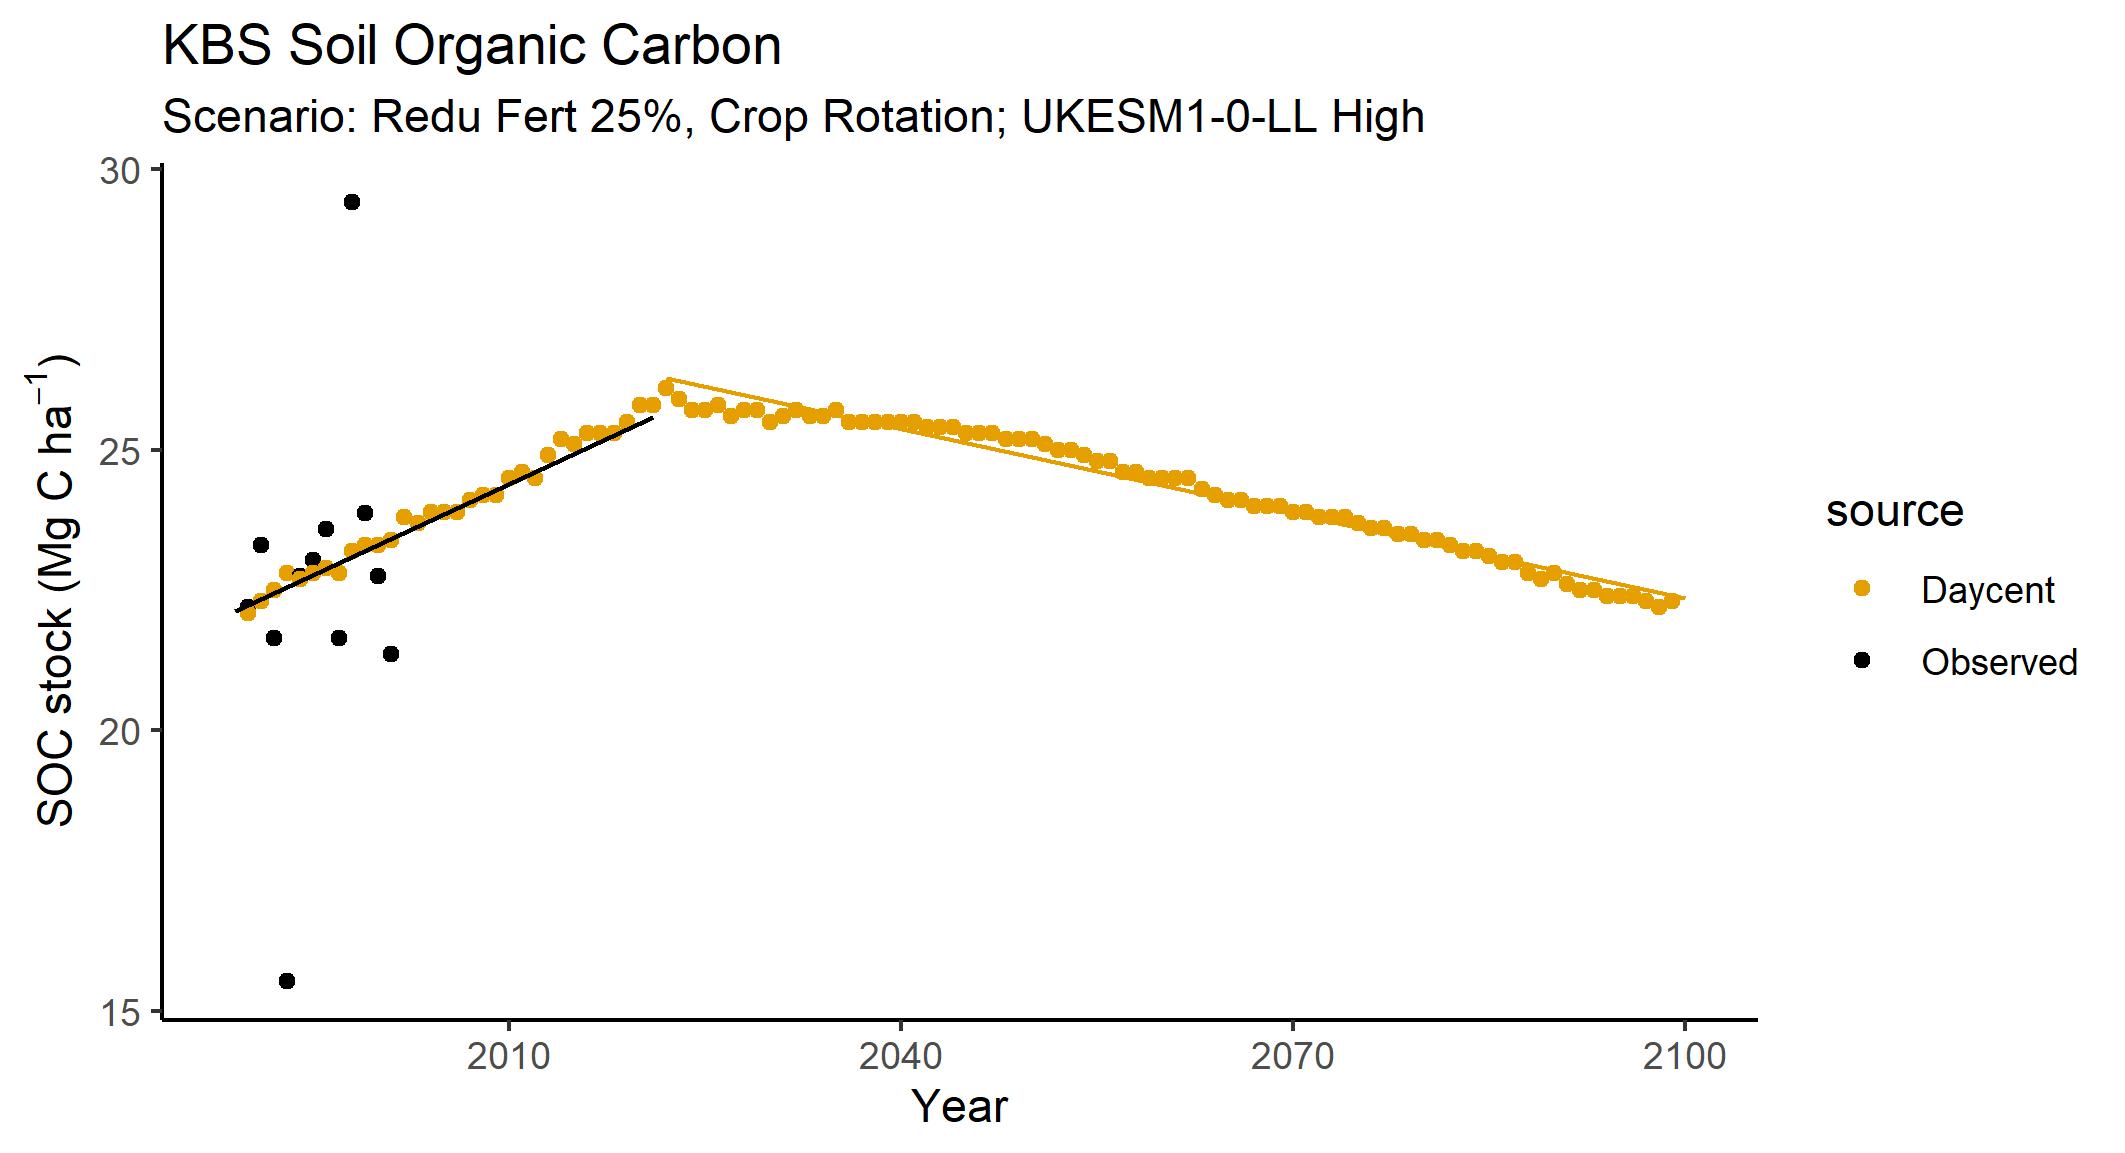 KBS Soil Organic Carbon
Scenario: Redu Fert 25%, Crop Rotation; UKESM1-0-LL High
SOC stock (Mg C ha⁻¹)
30
25
20
15
2010
2040
2070
2100
Year
source
Daycent
Observed